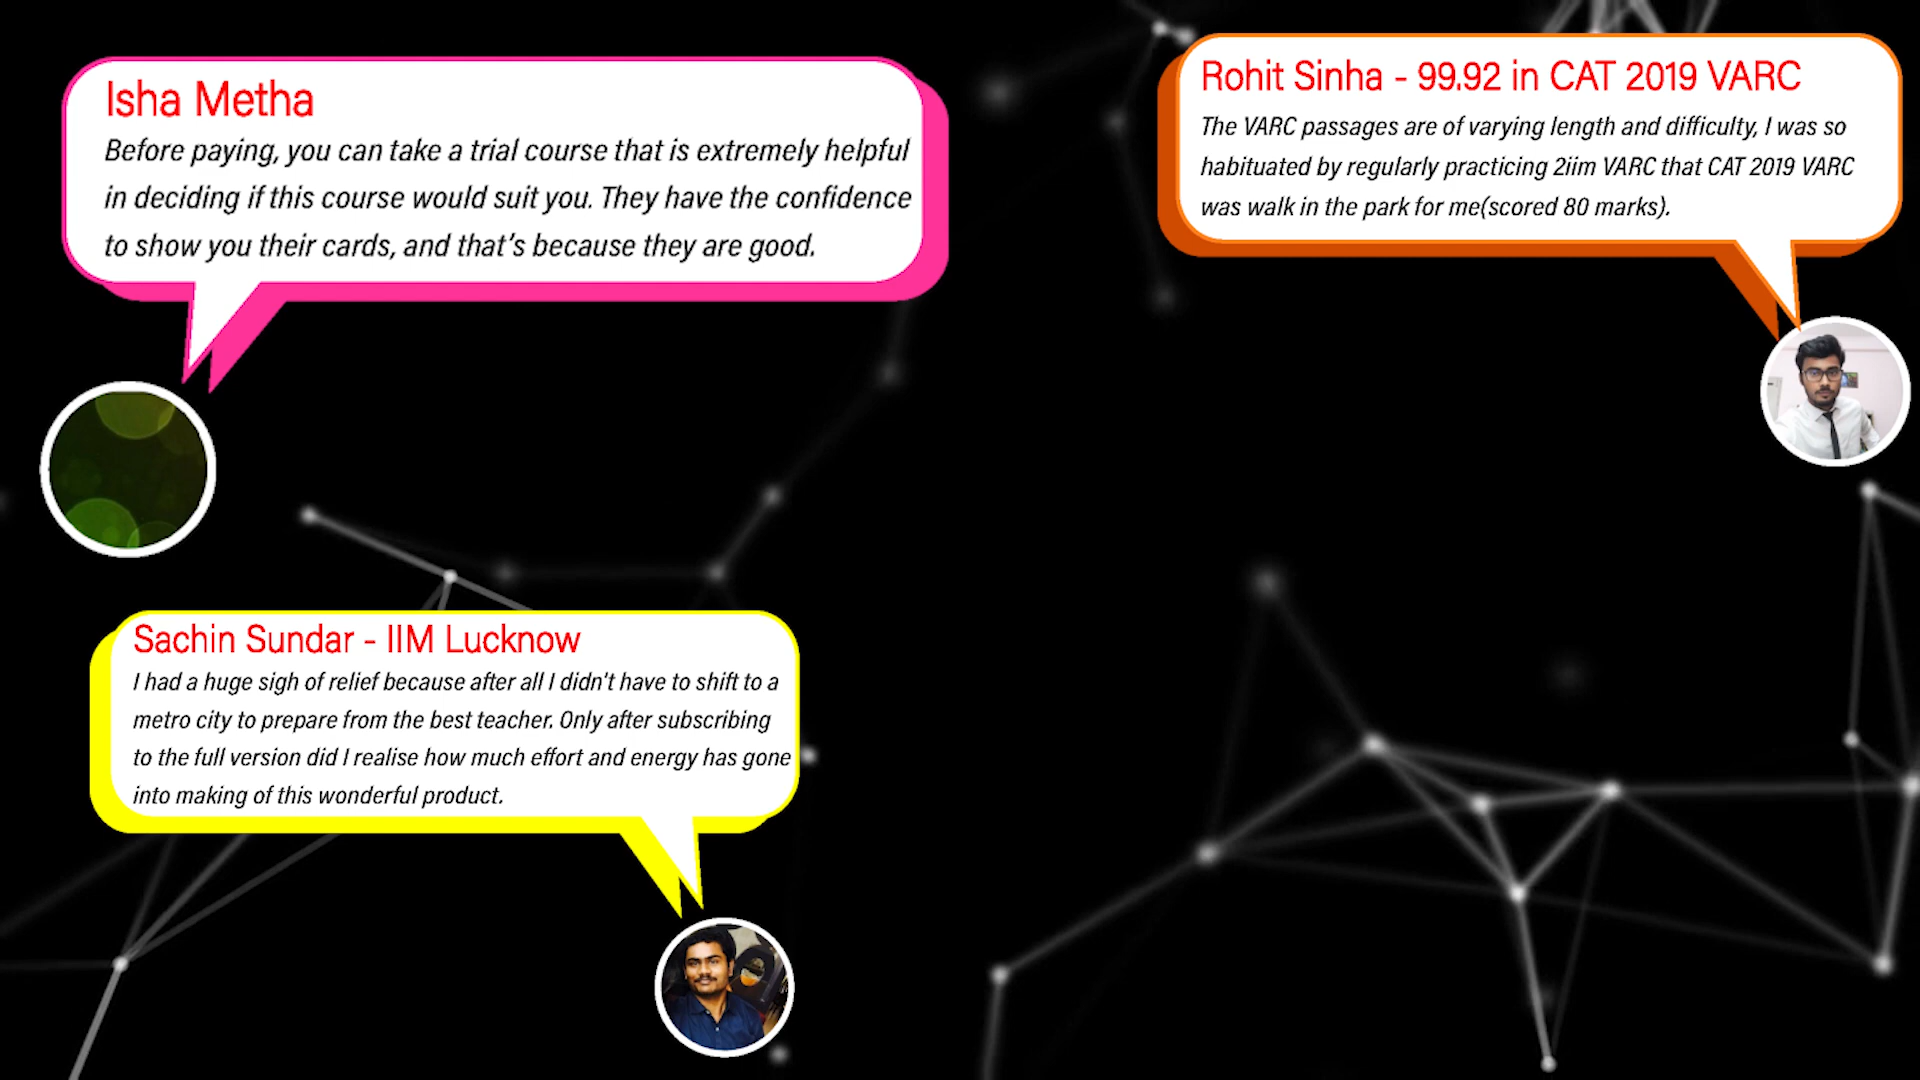 Isha Metha
Before paying, you can take a trial course that is extremely helpful
in deciding if this course would suit you. They have the confidence
to show you their cards, and that's because they are good.
Rohit Sinha - 99.92 in CAT 2019 VARC
The VARC passages are of varying length and difficulty, I was so
habituated by regularly practicing 2iim VARC that CAT 2019 VARC
was walk in the park for me(scored 80 marks).
Sachin Sundar - IIM Lucknow
I had a huge sigh of relief because after all I didn't have to shift to a
metro city to prepare from the best teacher. Only after subscribing
to the full version did I realise how much effort and energy has gone
into making of this wonderful product.